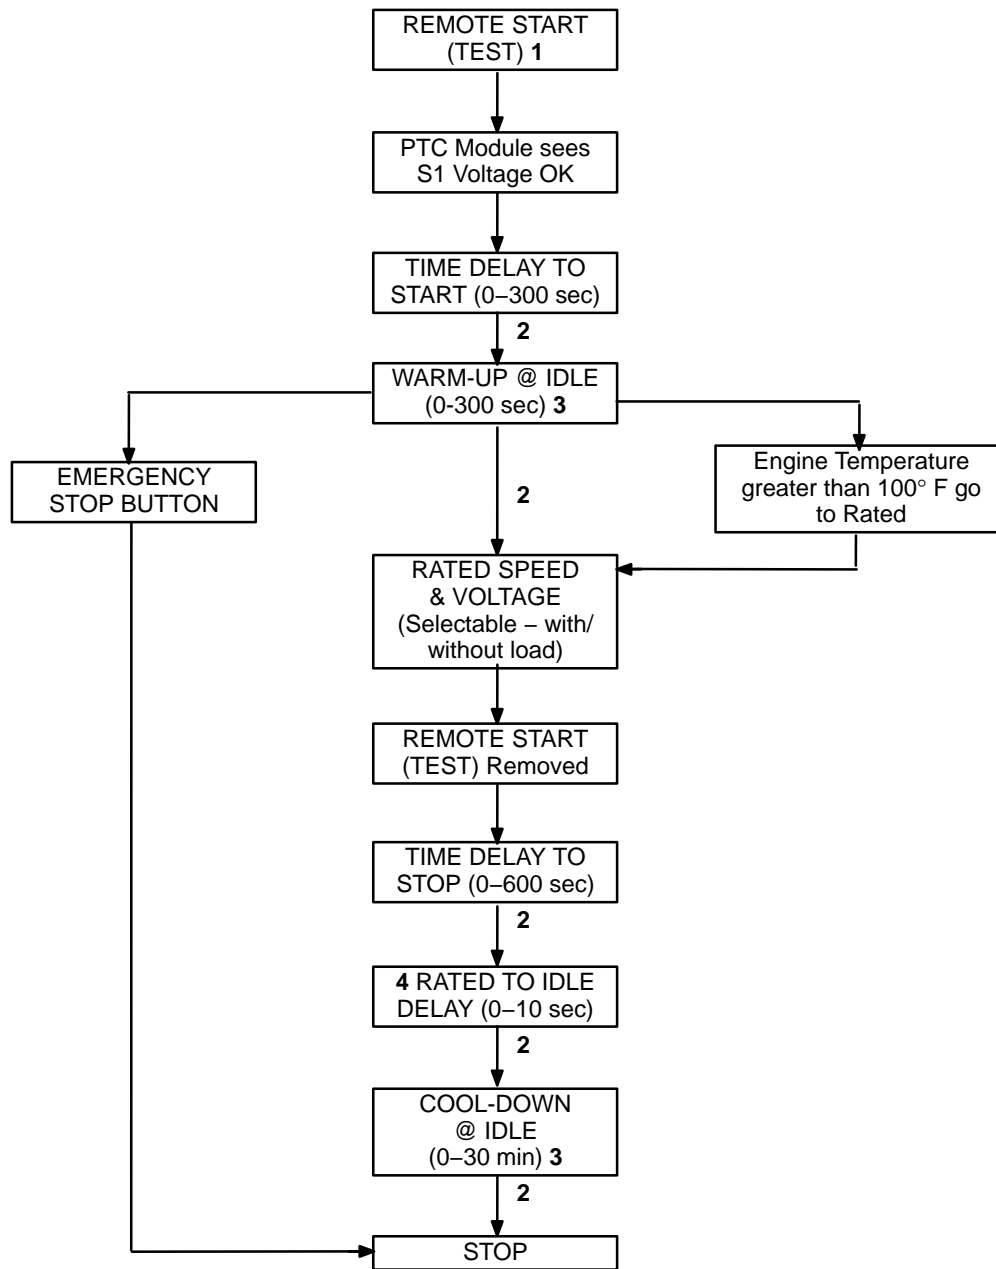 REMOTE START
(TEST) 1
PTC Module sees
S1 Voltage OK
TIME DELAY TO
START (0–300 sec)
2
WARM-UP @ IDLE
(0-300 sec) 3
EMERGENCY
STOP BUTTON
2
Engine Temperature
greater than 100° F go
to Rated
RATED SPEED
& VOLTAGE
(Selectable – with/
without load)
REMOTE START
(TEST) Removed
TIME DELAY TO
STOP (0–600 sec)
2
4 RATED TO IDLE
DELAY (0–10 sec)
2
COOL-DOWN
@ IDLE
(0–30 min) 3
2
STOP